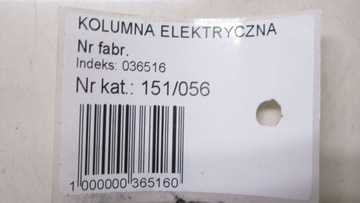 KOLUMNA ELEKTRYCZNA
Nr fabr.
Indeks: 036516
Nr kat.: 151/056
1 000000 365160